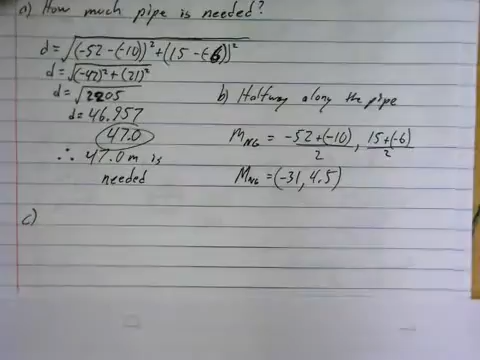 a) How much pipe is needed?
d = √((-52-(-10))² + (15-(-6))²
d = √(-42)² + (21)²
d = √2205
d = 46.957
47.0
∴ 47.0 m is
needed
b) Halfway along the pipe
M_NG = -52+(-10)/2, 15+(-6)/2
M_NG = (-31, 4.5)
c)